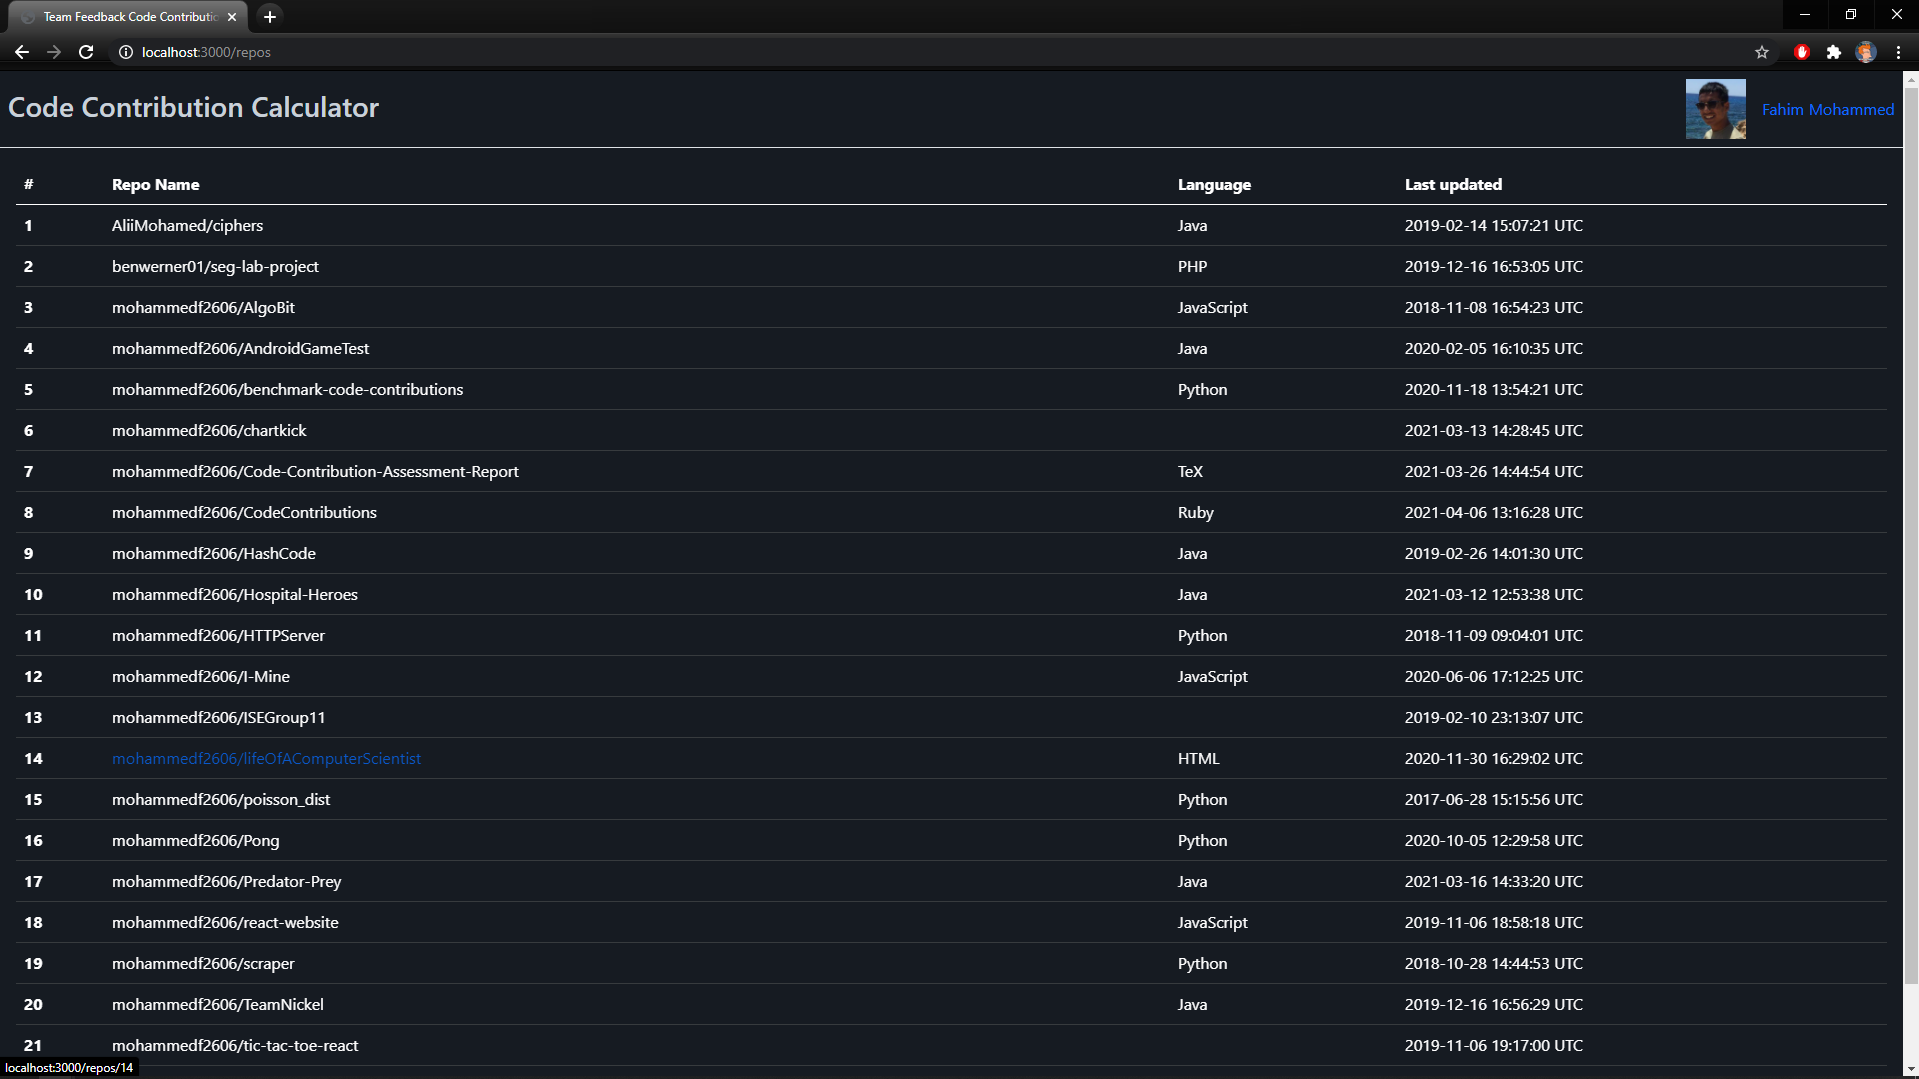 Team Feedback Code Contributio
localhost:3000/repos
Code Contribution Calculator
Fahim Mohammed
# Repo Name Language Last updated
1 AliiMohamed/ciphers Java 2019-02-14 15:07:21 UTC
2 benwerner01/seg-lab-project PHP 2019-12-16 16:53:05 UTC
3 mohammedf2606/AlgoBit JavaScript 2018-11-08 16:54:23 UTC
4 mohammedf2606/AndroidGameTest Java 2020-02-05 16:10:35 UTC
5 mohammedf2606/benchmark-code-contributions Python 2020-11-18 13:54:21 UTC
6 mohammedf2606/chartkick 2021-03-13 14:28:45 UTC
7 mohammedf2606/Code-Contribution-Assessment-Report TeX 2021-03-26 14:44:54 UTC
8 mohammedf2606/CodeContributions Ruby 2021-04-06 13:16:28 UTC
9 mohammedf2606/HashCode Java 2019-02-26 14:01:30 UTC
10 mohammedf2606/Hospital-Heroes Java 2021-03-12 12:53:38 UTC
11 mohammedf2606/HTTPServer Python 2018-11-09 09:04:01 UTC
12 mohammedf2606/I-Mine JavaScript 2020-06-06 17:12:25 UTC
13 mohammedf2606/ISEGroup11 2019-02-10 23:13:07 UTC
14 mohammedf2606/lifeOfAComputerScientist HTML 2020-11-30 16:29:02 UTC
15 mohammedf2606/poisson_dist Python 2017-06-28 15:15:56 UTC
16 mohammedf2606/Pong Python 2020-10-05 12:29:58 UTC
17 mohammedf2606/Predator-Prey Java 2021-03-16 14:33:20 UTC
18 mohammedf2606/react-website JavaScript 2019-11-06 18:58:18 UTC
19 mohammedf2606/scraper Python 2018-10-28 14:44:53 UTC
20 mohammedf2606/TeamNickel Java 2019-12-16 16:56:29 UTC
21 mohammedf2606/tic-tac-toe-react 2019-11-06 19:17:00 UTC
localhost:3000/repos/14